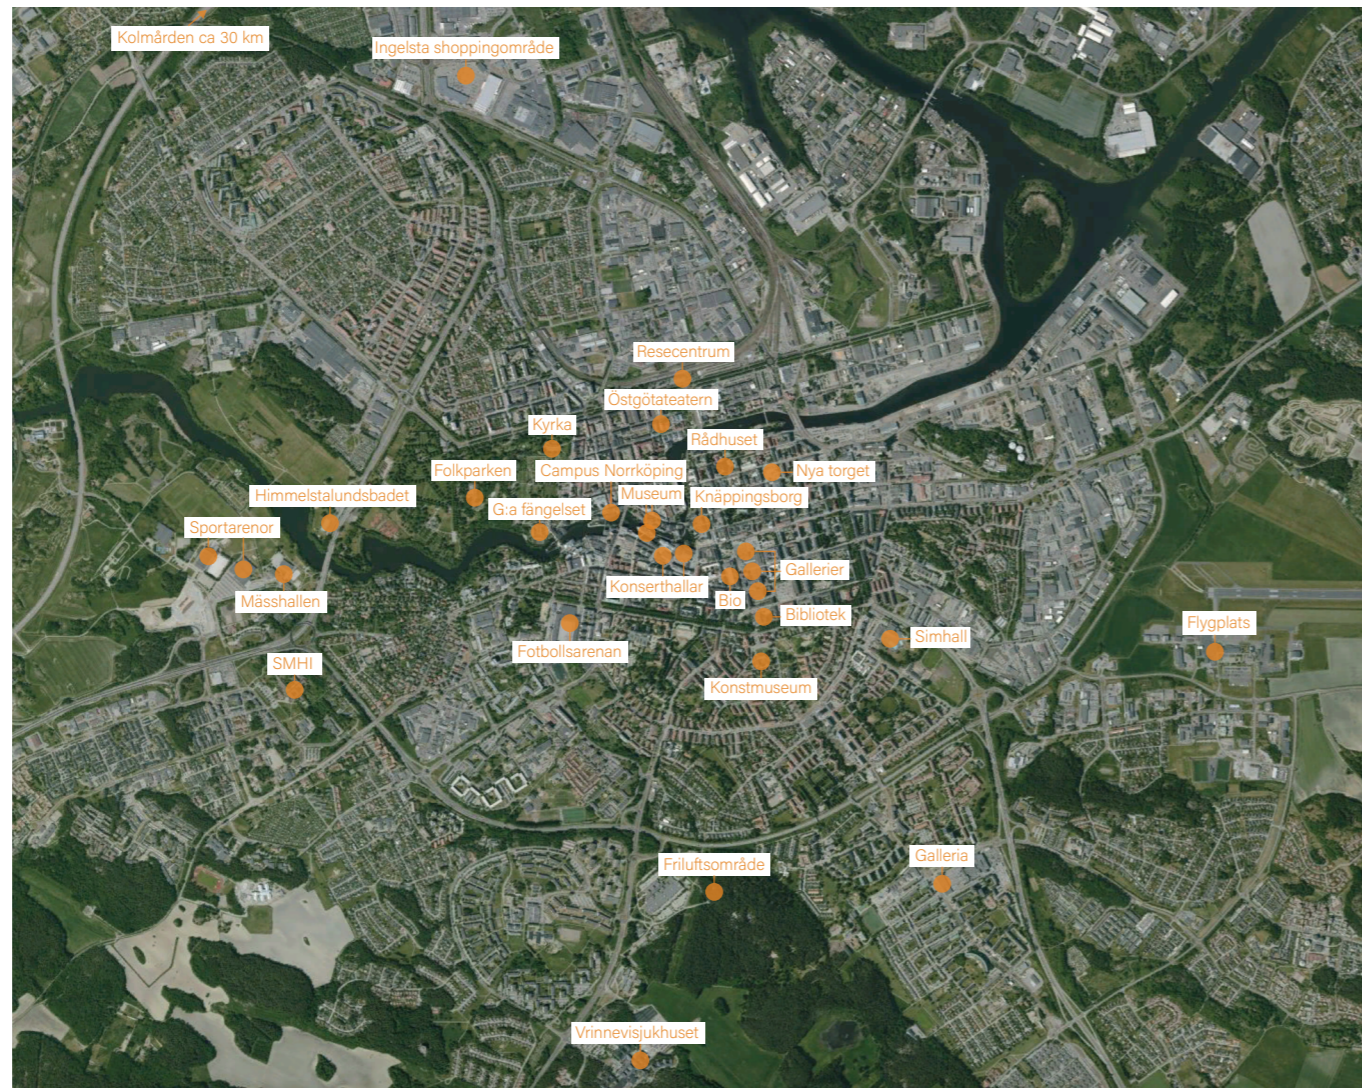 Kolmården ca 30 km
Ingelsta shoppingområde
Resecentrum
Östgötateatern
Kyrka
Rådhuset
Folkparken
Campus Norrköping
Nya torget
Himmelstalundsbadet
Museum
Knäppingsborg
G:a fängelset
Sportarenor
Gallerier
Konserthallar
Mässhallen
Bio
Bibliotek
Flygplats
Simhall
Fotbollsarenan
SMHI
Konstmuseum
Galleria
Friluftsområde
Vrinnevisjukhuset